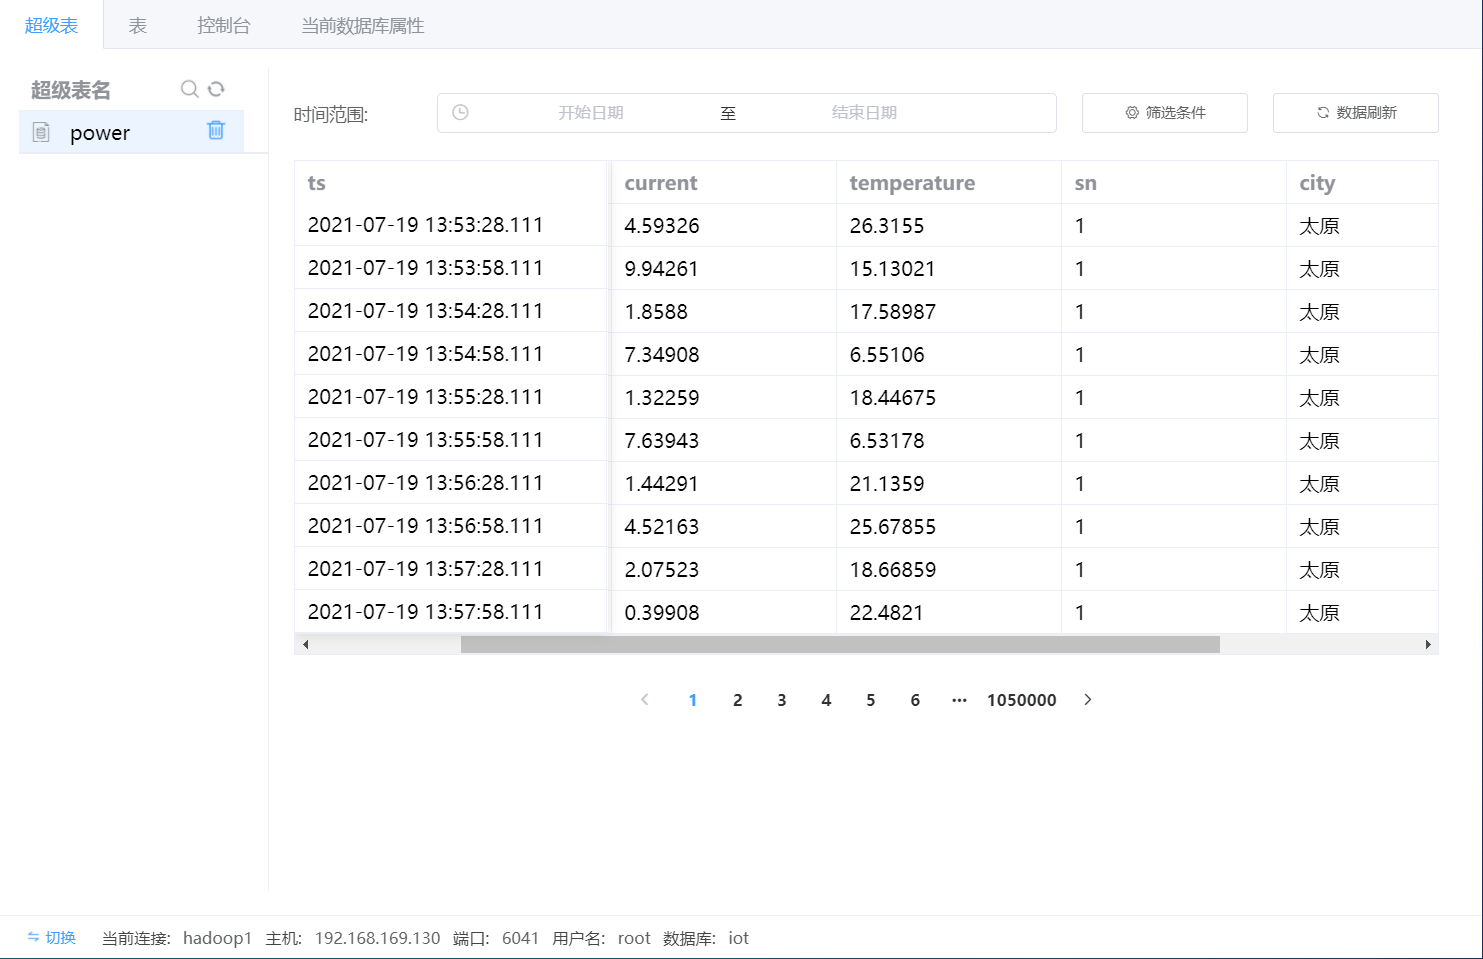 超级表 表 控制台 当前数据库属性
超级表名
power
时间范围: 开始日期 至 结束日期 筛选条件 数据刷新
ts current temperature sn city
2021-07-19 13:53:28.111 4.59326 26.3155 1 太原
2021-07-19 13:53:58.111 9.94261 15.13021 1 太原
2021-07-19 13:54:28.111 1.8588 17.58987 1 太原
2021-07-19 13:54:58.111 7.34908 6.55106 1 太原
2021-07-19 13:55:28.111 1.32259 18.44675 1 太原
2021-07-19 13:55:58.111 7.63943 6.53178 1 太原
2021-07-19 13:56:28.111 1.44291 21.1359 1 太原
2021-07-19 13:56:58.111 4.52163 25.67855 1 太原
2021-07-19 13:57:28.111 2.07523 18.66859 1 太原
2021-07-19 13:57:58.111 0.39908 22.4821 1 太原
1 2 3 4 5 6 ... 1050000
切换 当前连接: hadoop1 主机: 192.168.169.130 端口: 6041 用户名: root 数据库: iot